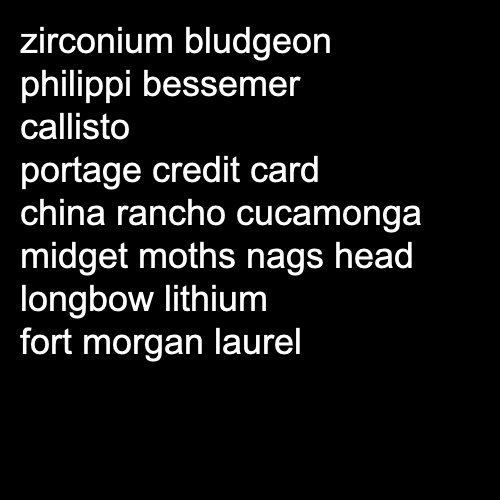 zirconium bludgeon
philippi bessemer
callisto
portage credit card
china rancho cucamonga
midget moths nags head
longbow lithium
fort morgan laurel